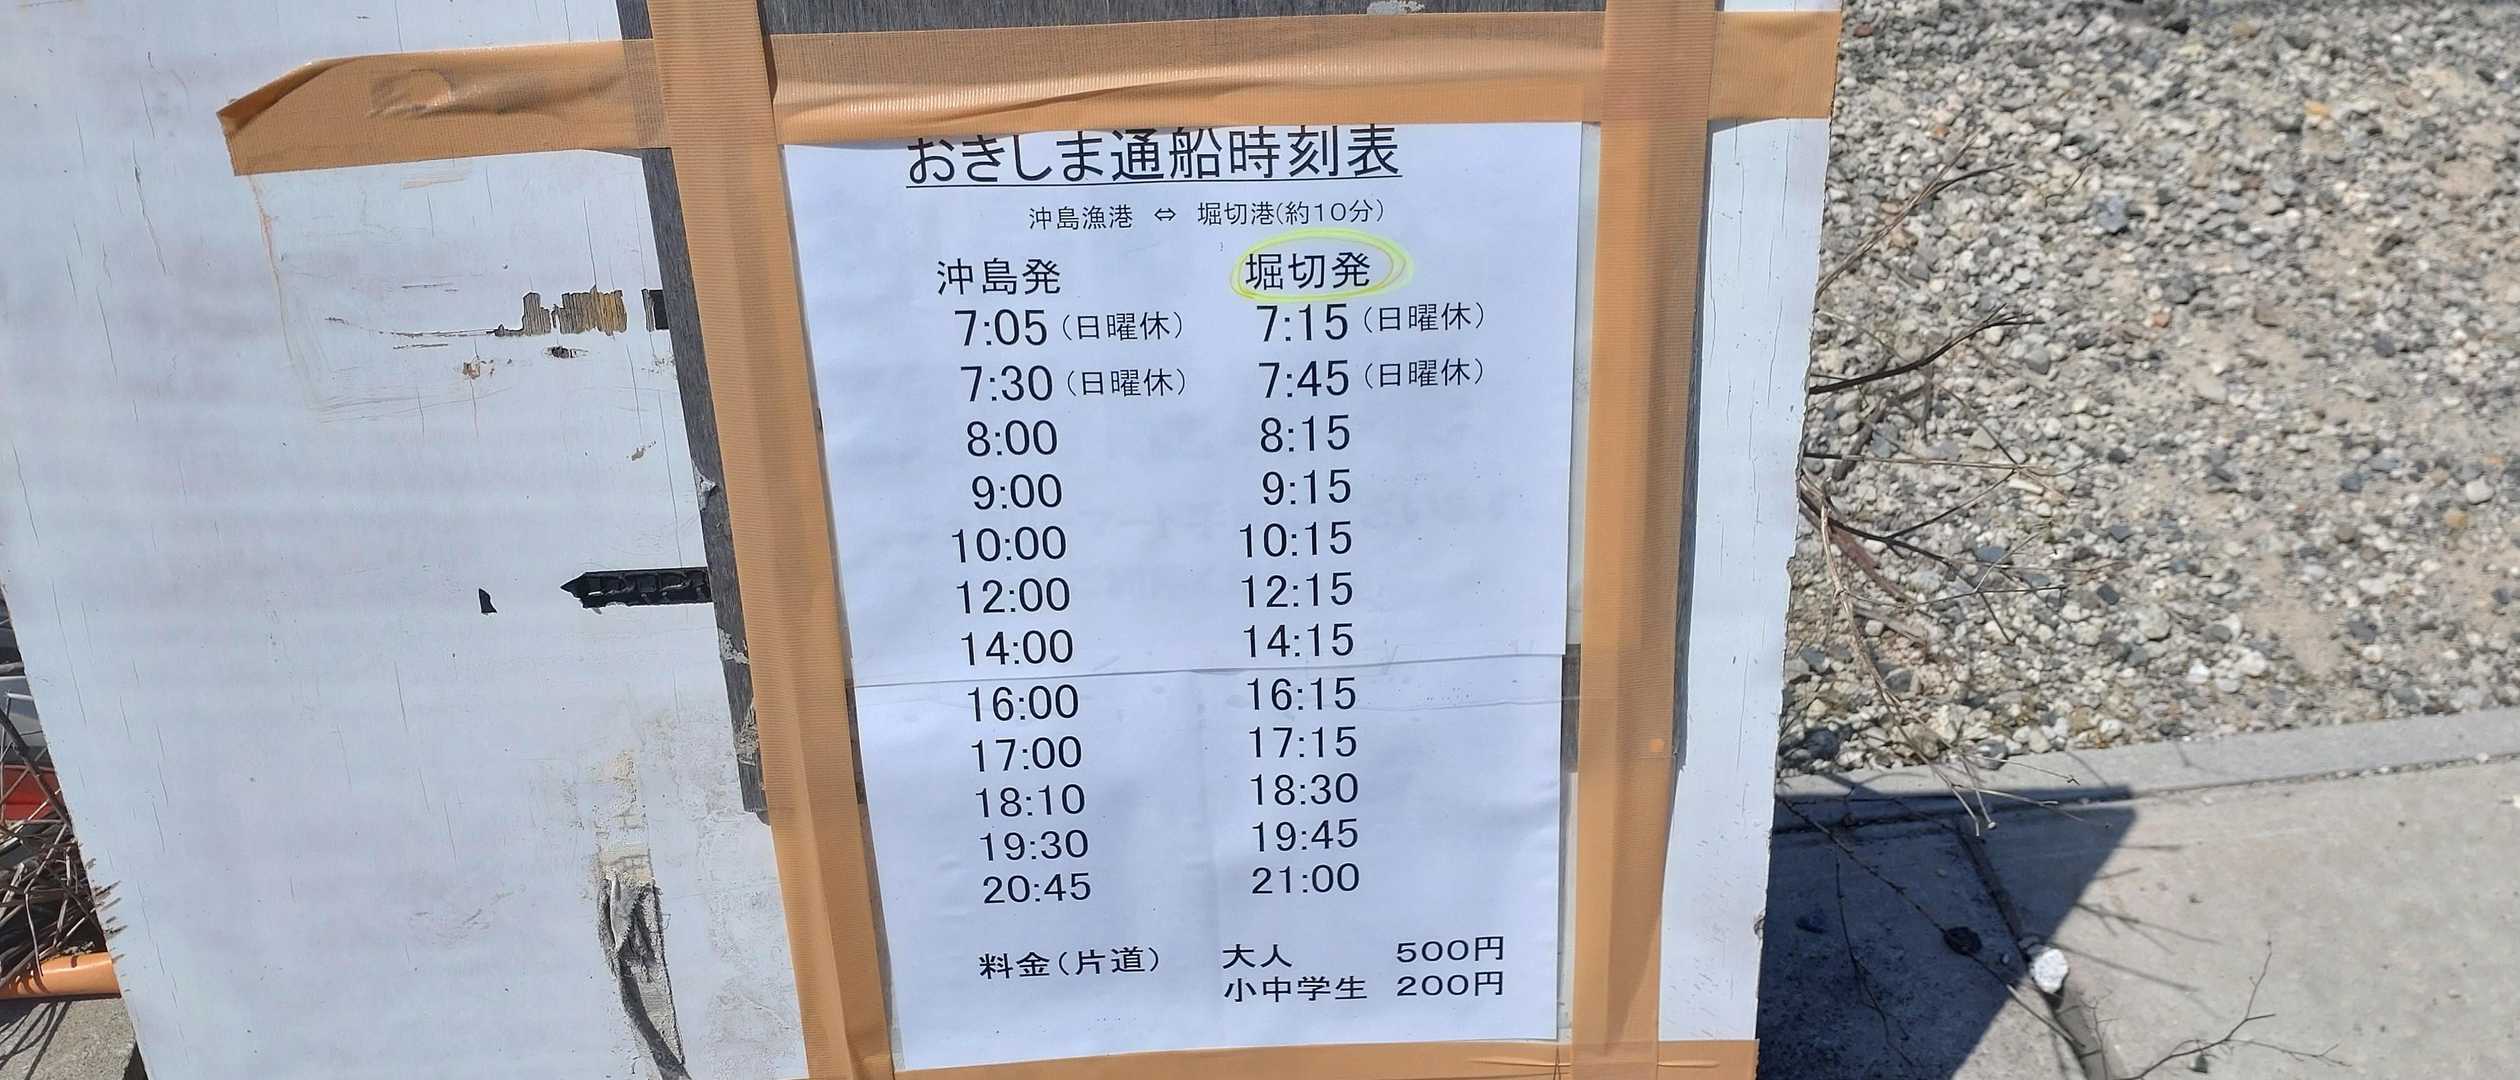 おきしま通船時刻表
沖島漁港 ⇔ 堀切港(約10分)
沖島発 堀切発
7:05（日曜休） 7:15（日曜休）
7:30（日曜休） 7:45（日曜休）
8:00 8:15
9:00 9:15
10:00 10:15
12:00 12:15
14:00 14:15
16:00 16:15
17:00 17:15
18:10 18:30
19:30 19:45
20:45 21:00
料金（片道） 大人 500円
小中学生 200円